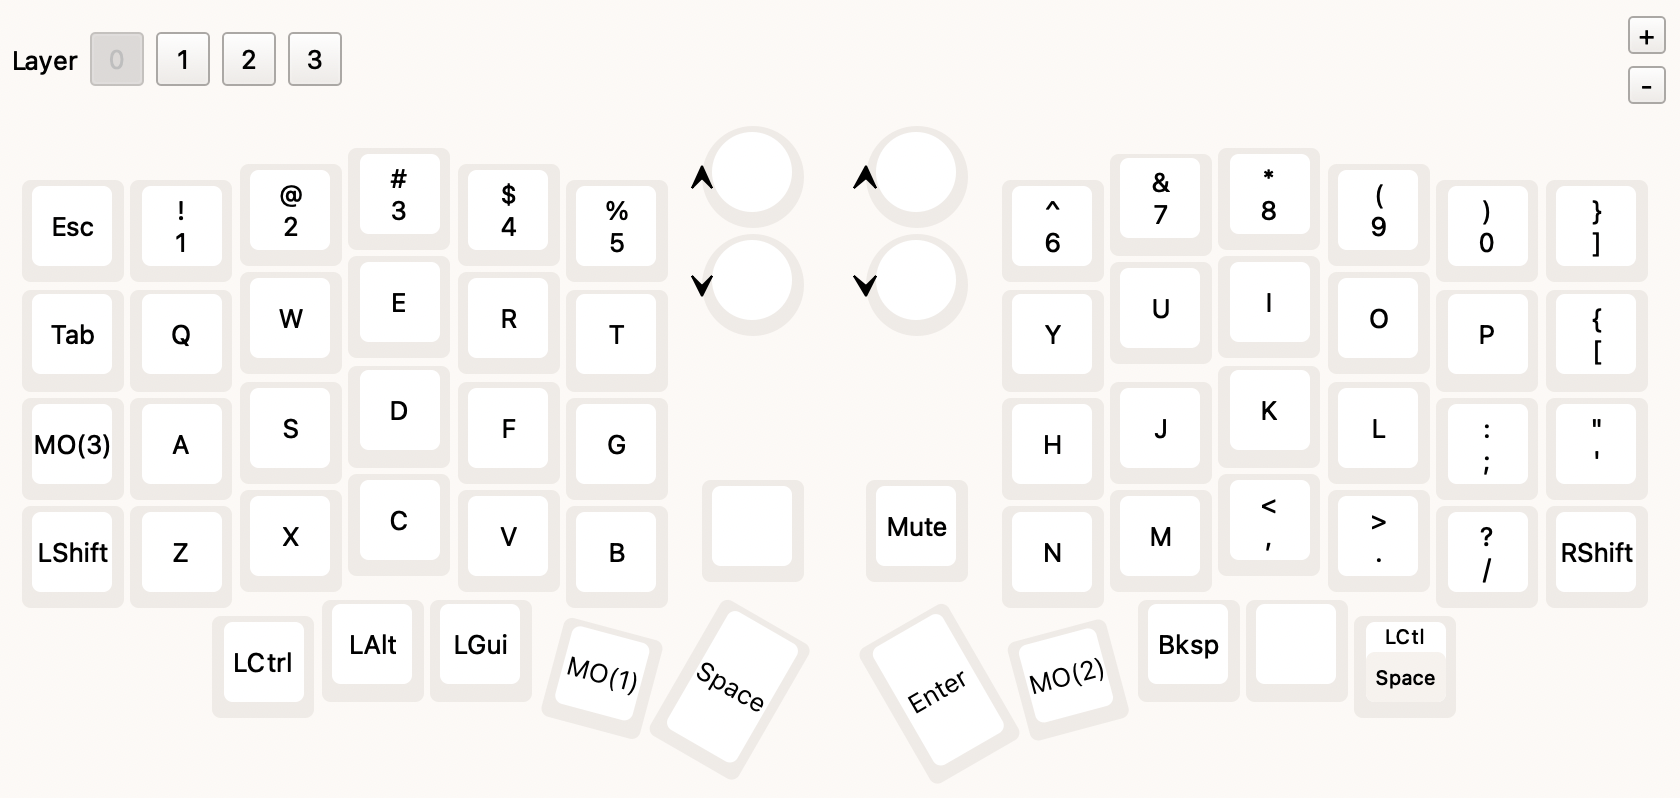 Layer 0 1 2 3
+
-
Esc ! @ # $ % ^ & * ( ) }
1 2 3 4 5 6 7 8 9 0 ]
Tab Q W E R T Y U I O P {
[
MO(3) A S D F G H J K L : "
; '
LShift Z X C V B Mute N M < > ? RShift
, . /
LCtrl LAlt LGui MO(1) Space Enter MO(2) Bksp LCtl
Space